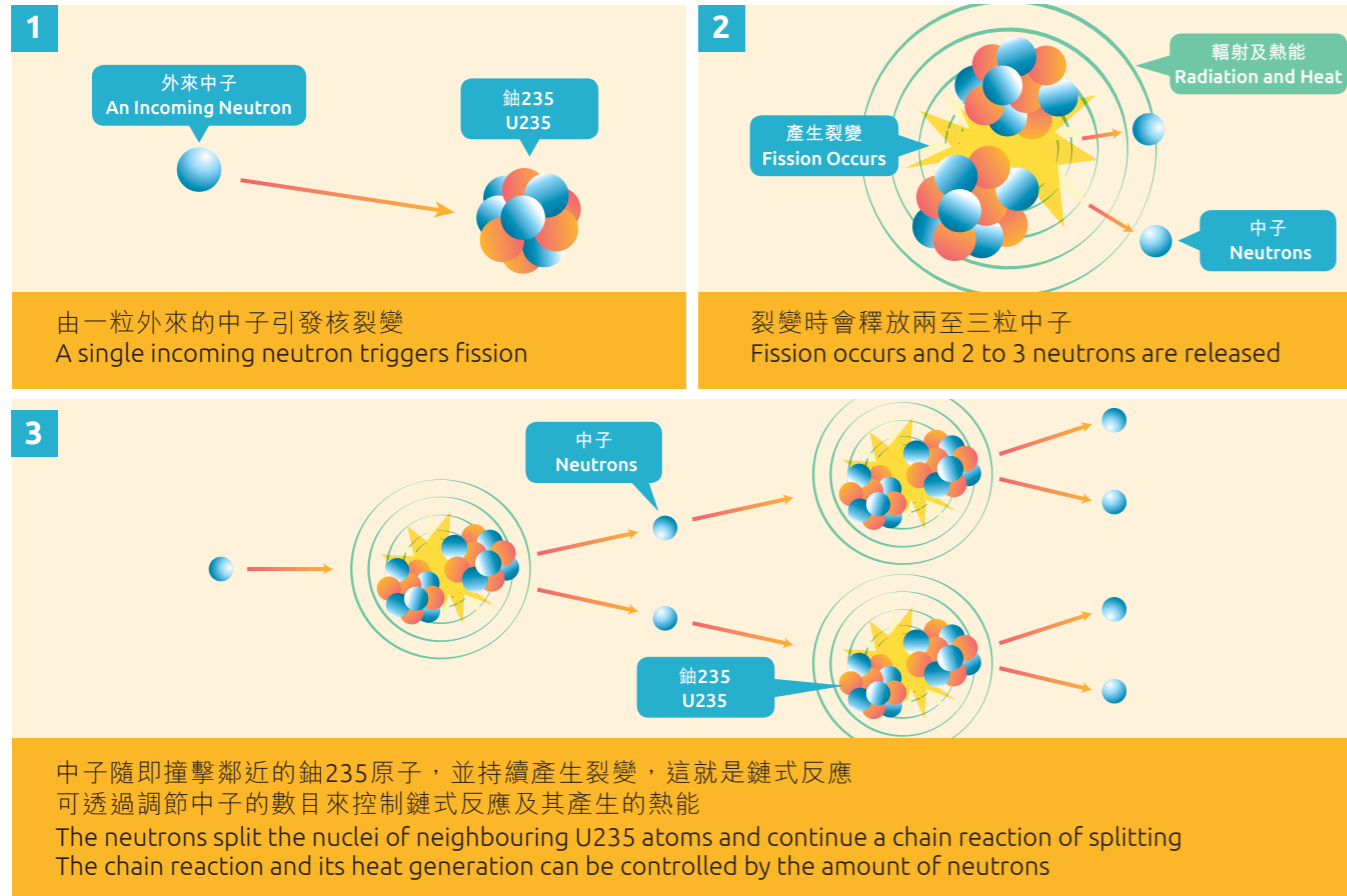 1
外來中子
An Incoming Neutron
鈾235
U235
由一粒外來的中子引發核裂變
A single incoming neutron triggers fission
2
輻射及熱能
Radiation and Heat
產生裂變
Fission Occurs
中子
Neutrons
裂變時會釋放兩至三粒中子
Fission occurs and 2 to 3 neutrons are released
3
中子
Neutrons
鈾235
U235
中子隨即撞擊鄰近的鈾235原子，並持續產生裂變，這就是鏈式反應
可透過調節中子的數目來控制鏈式反應及其產生的熱能
The neutrons split the nuclei of neighbouring U235 atoms and continue a chain reaction of splitting
The chain reaction and its heat generation can be controlled by the amount of neutrons